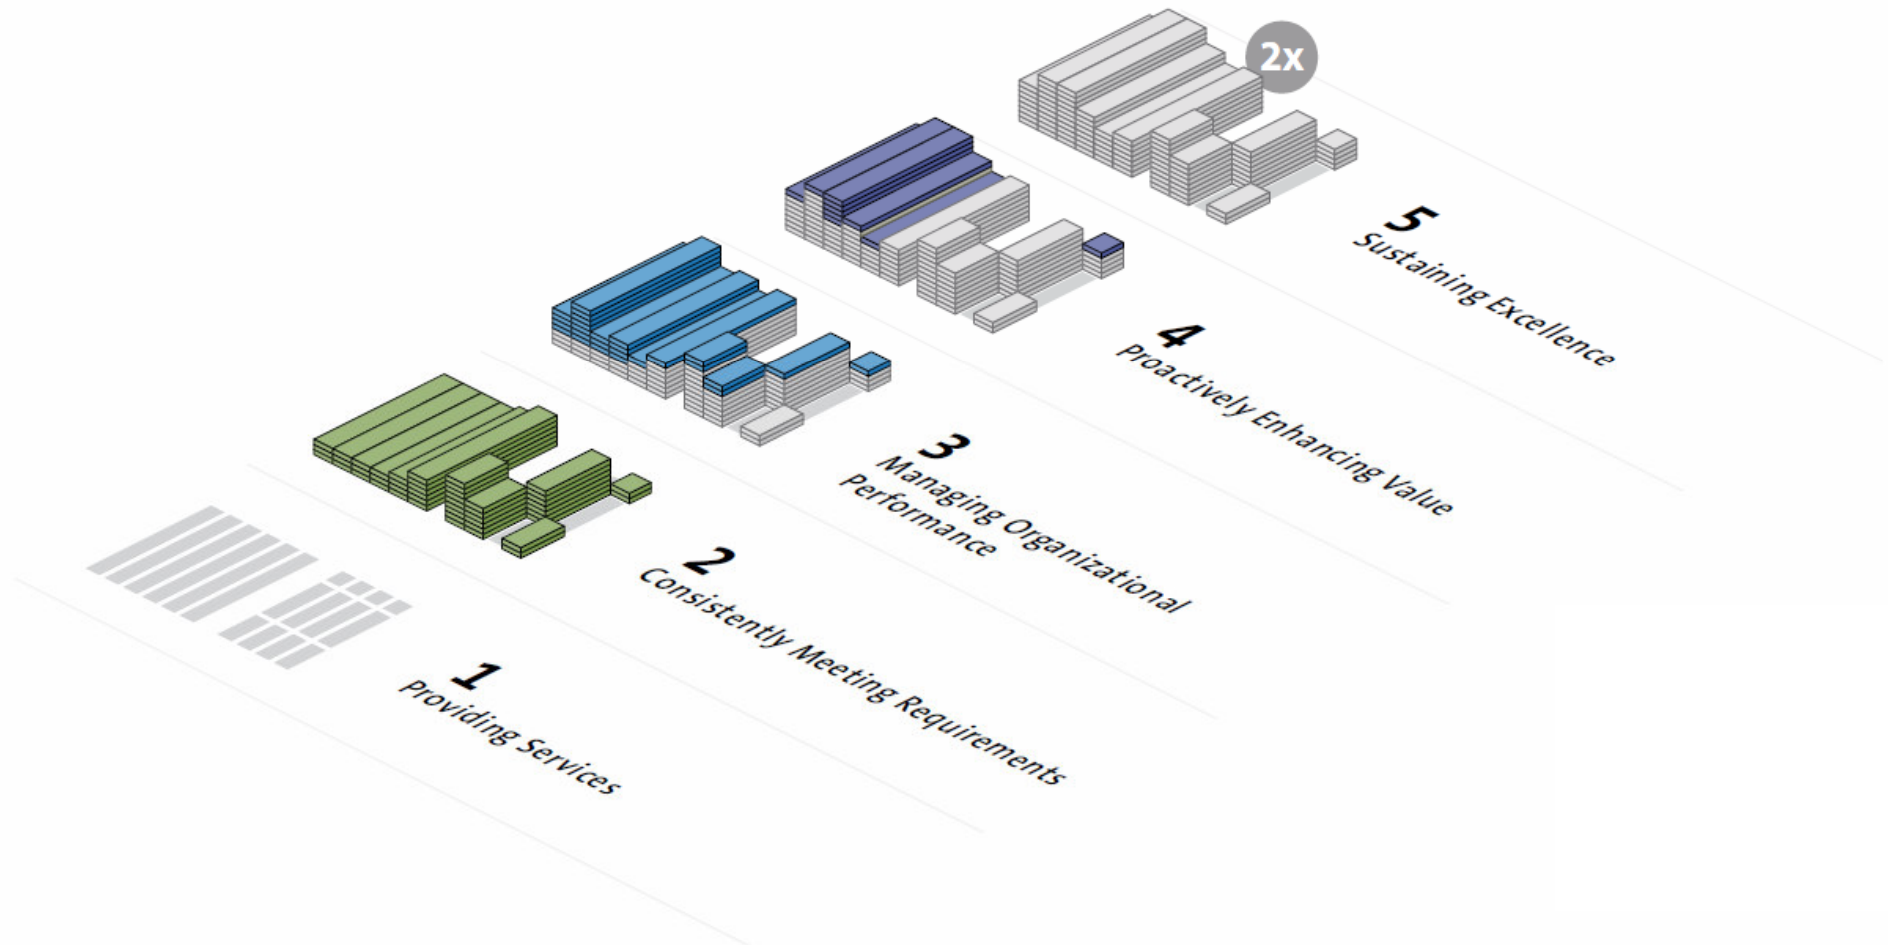 2x
5
Sustaining Excellence
4
Proactively Enhancing Value
3
Managing Organizational
Performance
2
Consistently Meeting Requirements
1
Providing Services